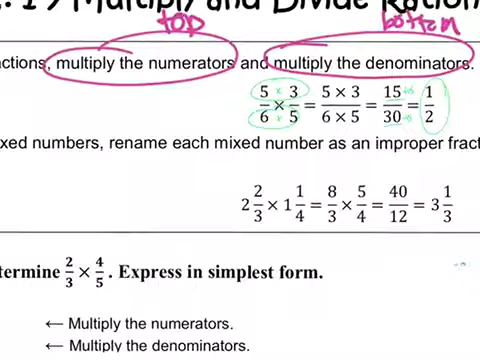 Multiply and Divide Ration
top bottom
actions, multiply the numerators and multiply the denominators.
5/6 × 3/5 = 5 × 3 / 6 × 5 = 15/30 = 1/2
ixed numbers, rename each mixed number as an improper fract
2 2/3 × 1 1/4 = 8/3 × 5/4 = 40/12 = 3 1/3
termine 2/3 × 4/5 . Express in simplest form.
← Multiply the numerators.
← Multiply the denominators.